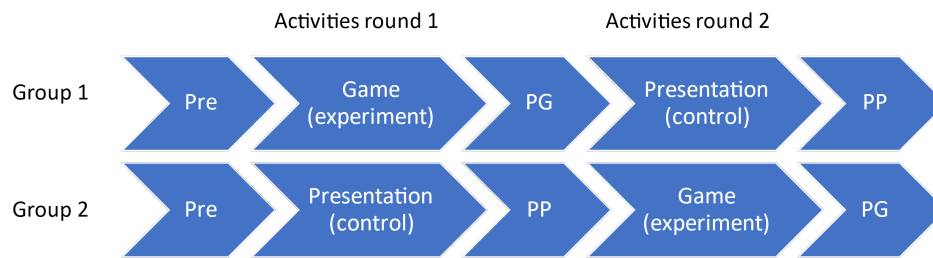 Activities round 1
Activities round 2
Group 1
Pre
Game
(experiment)
PG
Presentation
(control)
PP
Group 2
Pre
Presentation
(control)
PP
Game
(experiment)
PG